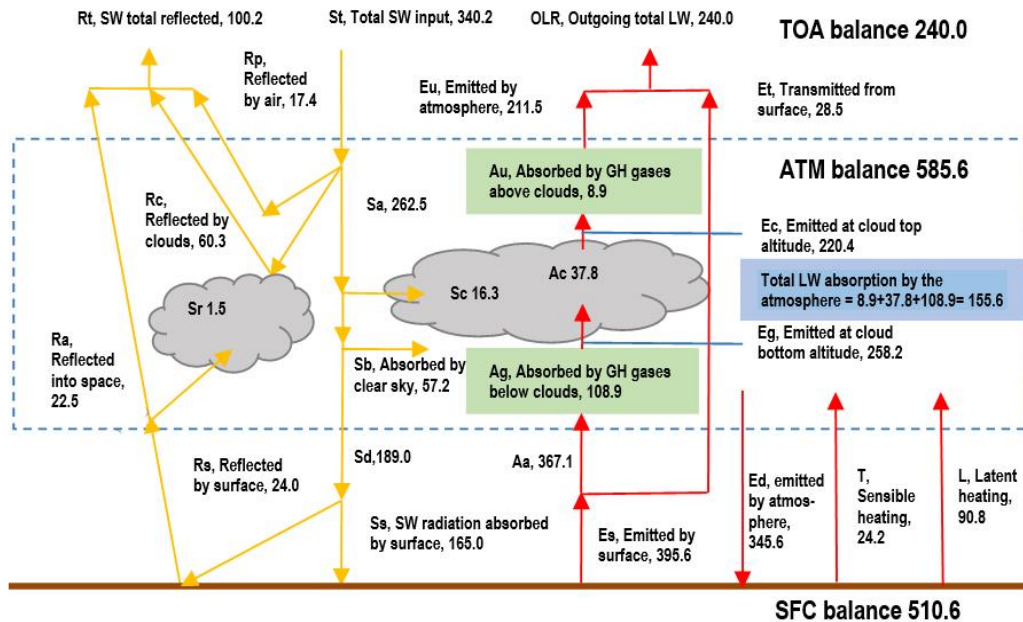 Rt, SW total reflected, 100.2
St, Total SW input, 340.2
OLR, Outgoing total LW, 240.0
TOA balance 240.0
Rp,
Reflected
by air, 17.4
Eu, Emitted by
atmosphere, 211.5
Et, Transmitted from
surface, 28.5
ATM balance 585.6
Au, Absorbed by GH gases
above clouds, 8.9
Rc,
Reflected by
clouds, 60.3
Sa, 262.5
Ec, Emitted at cloud top
altitude, 220.4
Ac 37.8
Sc 16.3
Sr 1.5
Total LW absorption by the
atmosphere = 8.9+37.8+108.9= 155.6
Ra,
Reflected
into space,
22.5
Sb, Absorbed by
clear sky, 57.2
Eg, Emitted at cloud
bottom altitude, 258.2
Ag, Absorbed by GH gases
below clouds, 108.9
Rs, Reflected
by surface, 24.0
Sd,189.0
Aa, 367.1
Ss, SW radiation absorbed
by surface, 165.0
Es, Emitted by
surface, 395.6
Ed, emitted
by atmos-
phere,
345.6
T,
Sensible
heating,
24.2
L, Latent
heating,
90.8
SFC balance 510.6